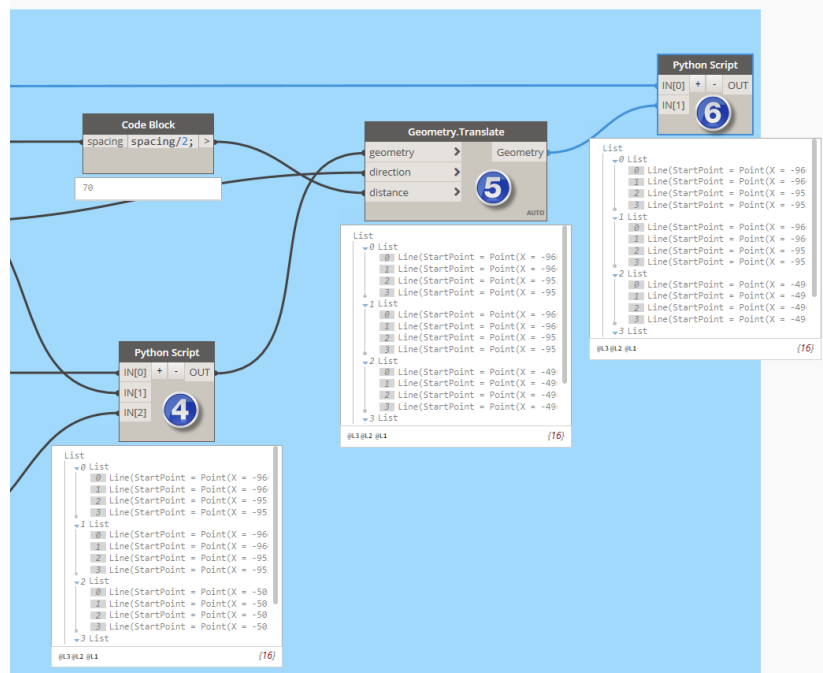 Python Script
IN[0] + - OUT
IN[1]
6
Code Block
spacing spacing/2; >
70
Geometry.Translate
geometry > Geometry
direction >
distance >
5
AUTO
List
0 List
0 Line(StartPoint = Point(X = -96
1 Line(StartPoint = Point(X = -96
2 Line(StartPoint = Point(X = -95
3 Line(StartPoint = Point(X = -95
1 List
0 Line(StartPoint = Point(X = -96
1 Line(StartPoint = Point(X = -96
2 Line(StartPoint = Point(X = -95
3 Line(StartPoint = Point(X = -95
2 List
0 Line(StartPoint = Point(X = -49
1 Line(StartPoint = Point(X = -49
2 Line(StartPoint = Point(X = -49
3 Line(StartPoint = Point(X = -49
3 List
@L3 @L2 @L1 {16}
List
0 List
0 Line(StartPoint = Point(X = -96
1 Line(StartPoint = Point(X = -96
2 Line(StartPoint = Point(X = -95
3 Line(StartPoint = Point(X = -95
1 List
0 Line(StartPoint = Point(X = -96
1 Line(StartPoint = Point(X = -96
2 Line(StartPoint = Point(X = -95
3 Line(StartPoint = Point(X = -95
2 List
0 Line(StartPoint = Point(X = -49
1 Line(StartPoint = Point(X = -49
2 Line(StartPoint = Point(X = -49
3 Line(StartPoint = Point(X = -49
3 List
@L3 @L2 @L1 {16}
Python Script
IN[0] + - OUT
IN[1]
IN[2]
4
List
0 List
0 Line(StartPoint = Point(X = -96
1 Line(StartPoint = Point(X = -96
2 Line(StartPoint = Point(X = -95
3 Line(StartPoint = Point(X = -95
1 List
0 Line(StartPoint = Point(X = -96
1 Line(StartPoint = Point(X = -96
2 Line(StartPoint = Point(X = -95
3 Line(StartPoint = Point(X = -95
2 List
0 Line(StartPoint = Point(X = -50
1 Line(StartPoint = Point(X = -50
2 Line(StartPoint = Point(X = -50
3 Line(StartPoint = Point(X = -50
3 List
@L3 @L2 @L1 {16}